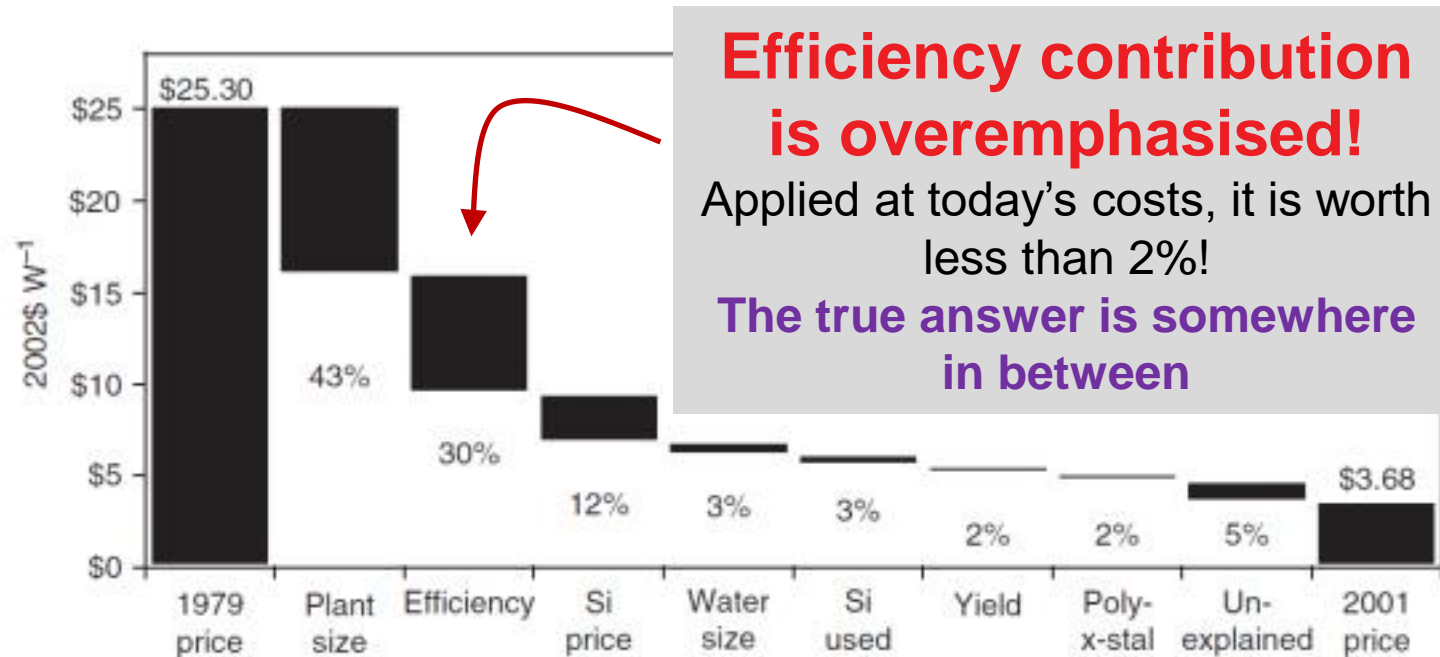 Efficiency contribution
is overemphasised!
Applied at today's costs, it is worth
less than 2%!
The true answer is somewhere
in between
2002$ W⁻¹
$25
$20
$15
$10
$5
$0
$25.30
43%
30%
12%
3%
3%
2%
2%
5%
$3.68
1979
price
Plant
size
Efficiency
Si
price
Water
size
Si
used
Yield
Poly-
x-stal
Un-
explained
2001
price